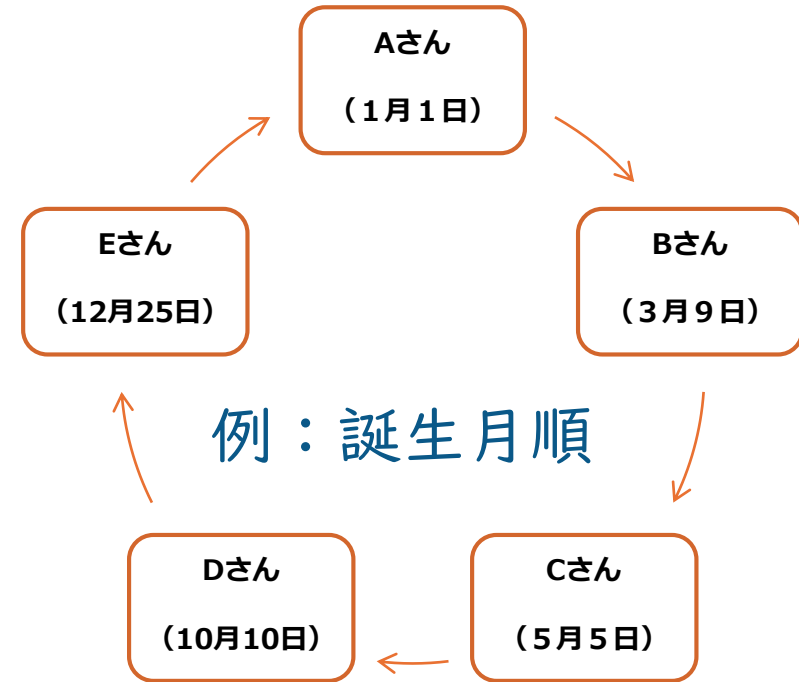 Aさん
（１月１日）
Bさん
（３月９日）
Cさん
（５月５日）
Dさん
（10月10日）
Eさん
（12月25日）
例：誕生月順